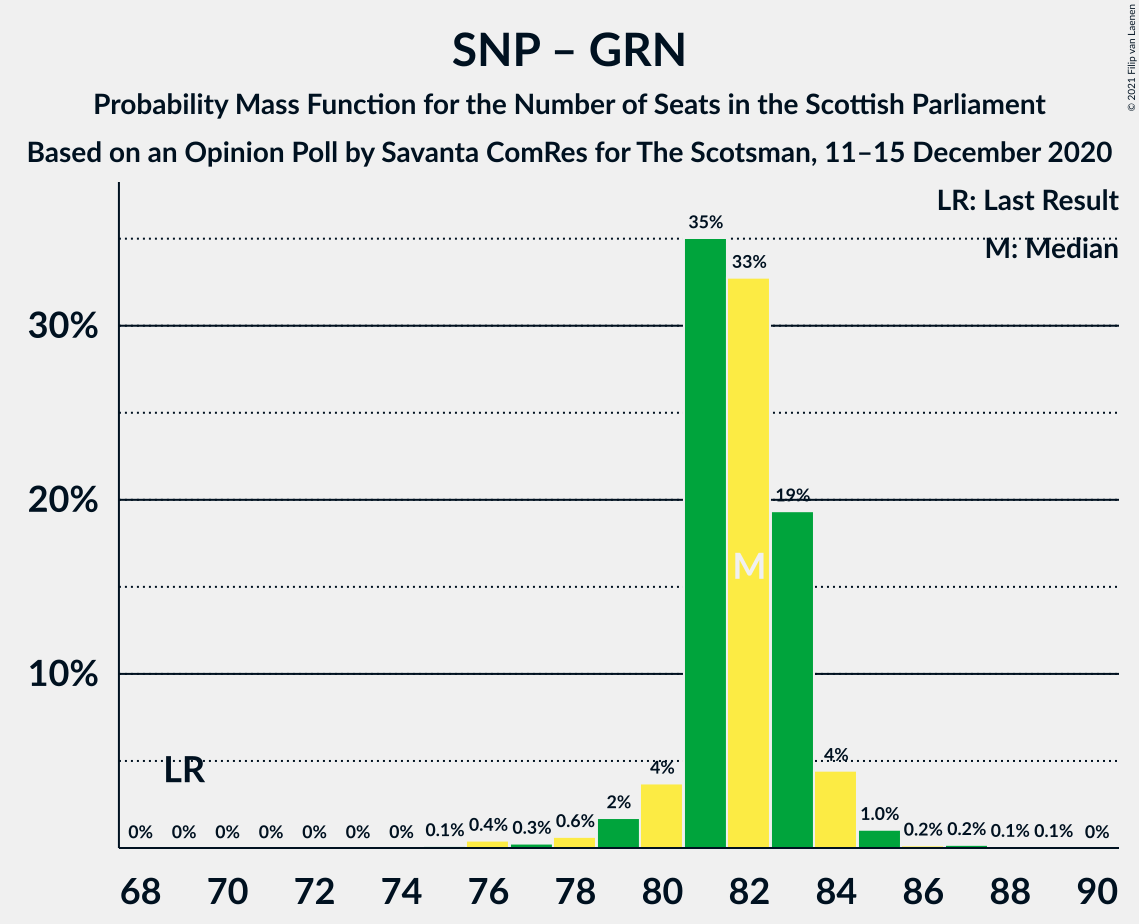 SNP – GRN
Probability Mass Function for the Number of Seats in the Scottish Parliament
Based on an Opinion Poll by Savanta ComRes for The Scotsman, 11–15 December 2020
© 2021 Filip van Laenen
LR: Last Result
M: Median
35%
33%
30%
20%
19%
M
10%
LR
4%
4%
2%
0% 0% 0% 0% 0% 0% 0% 0.1% 0.4% 0.3% 0.6% 1.0% 0.2% 0.2% 0.1% 0.1% 0%
68 70 72 74 76 78 80 82 84 86 88 90